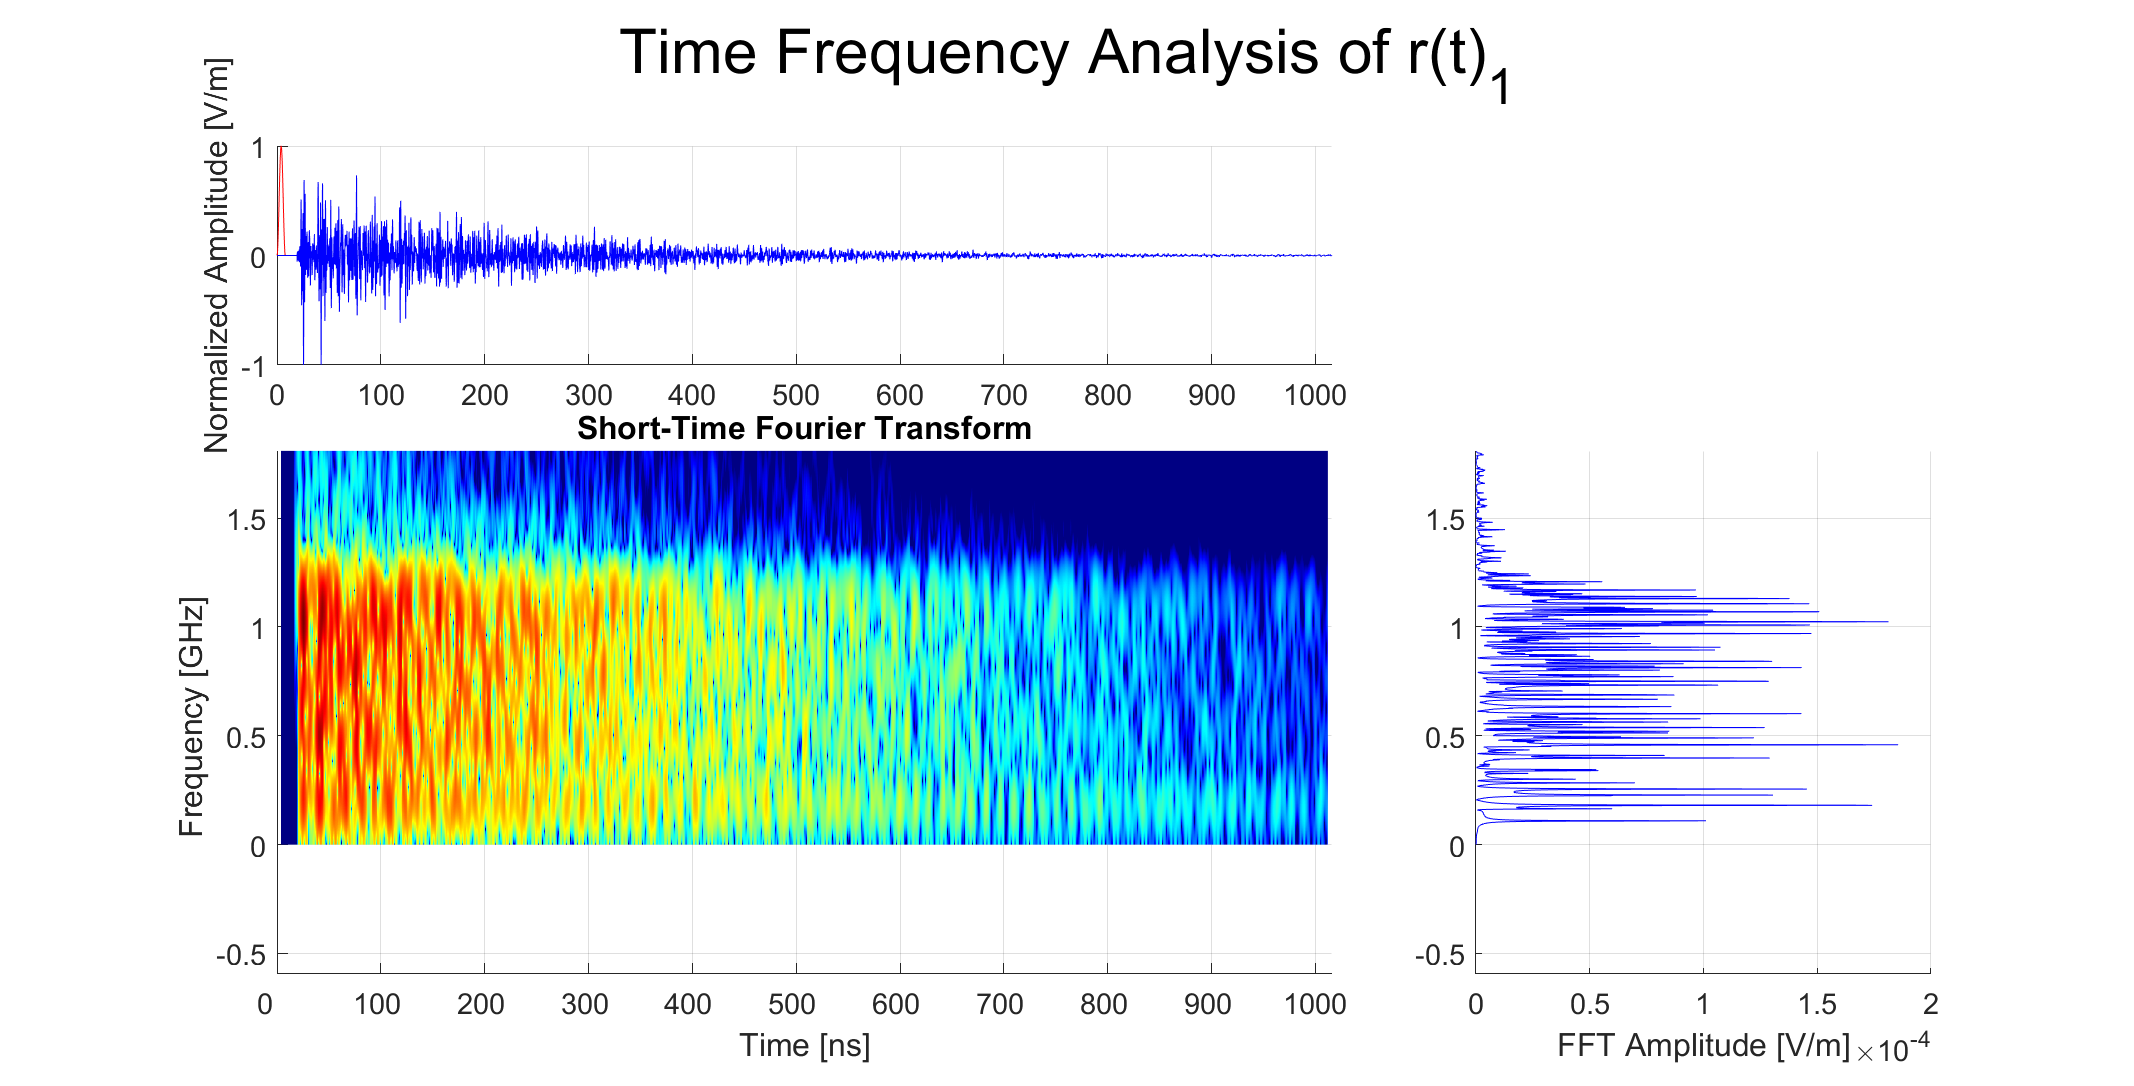 Time Frequency Analysis of r(t)₁
Normalized Amplitude [V/m]
1
0
-1
0 100 200 300 400 500 600 700 800 900 1000
Short-Time Fourier Transform
Frequency [GHz]
1.5
1
0.5
0
-0.5
0 100 200 300 400 500 600 700 800 900 1000
Time [ns]
1.5
1
0.5
0
-0.5
0 0.5 1 1.5 2
FFT Amplitude [V/m] ×10⁻⁴